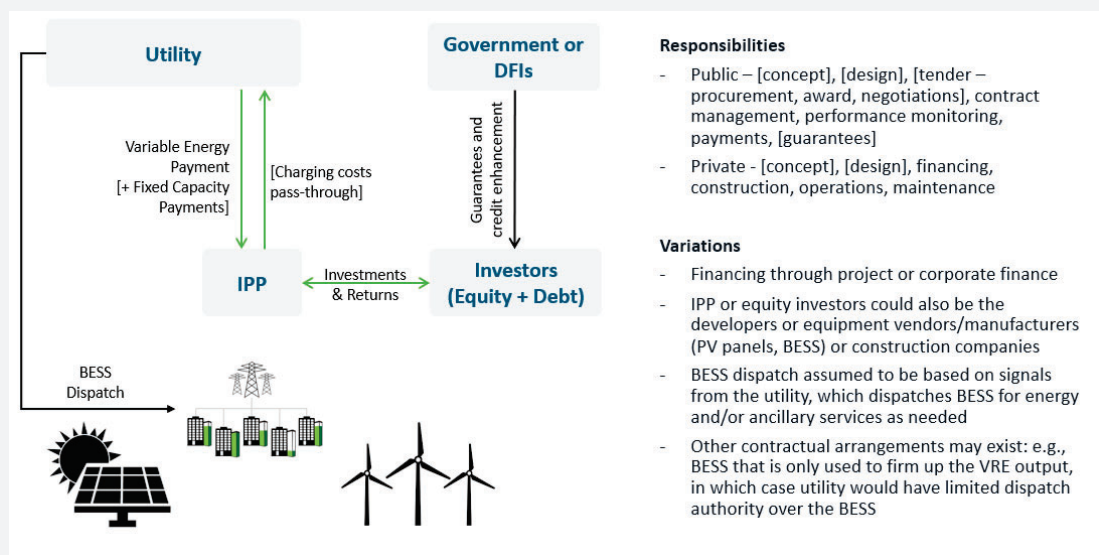 Utility
Government or
DFIs
Variable Energy
Payment
[+ Fixed Capacity
Payments]
[Charging costs
pass-through]
Guarantees and
credit enhancement
IPP
Investments
& Returns
Investors
(Equity + Debt)
BESS
Dispatch
Responsibilities
- Public – [concept], [design], [tender –
procurement, award, negotiations], contract
management, performance monitoring,
payments, [guarantees]
- Private - [concept], [design], financing,
construction, operations, maintenance
Variations
- Financing through project or corporate finance
- IPP or equity investors could also be the
developers or equipment vendors/manufacturers
(PV panels, BESS) or construction companies
- BESS dispatch assumed to be based on signals
from the utility, which dispatches BESS for energy
and/or ancillary services as needed
- Other contractual arrangements may exist: e.g.,
BESS that is only used to firm up the VRE output,
in which case utility would have limited dispatch
authority over the BESS